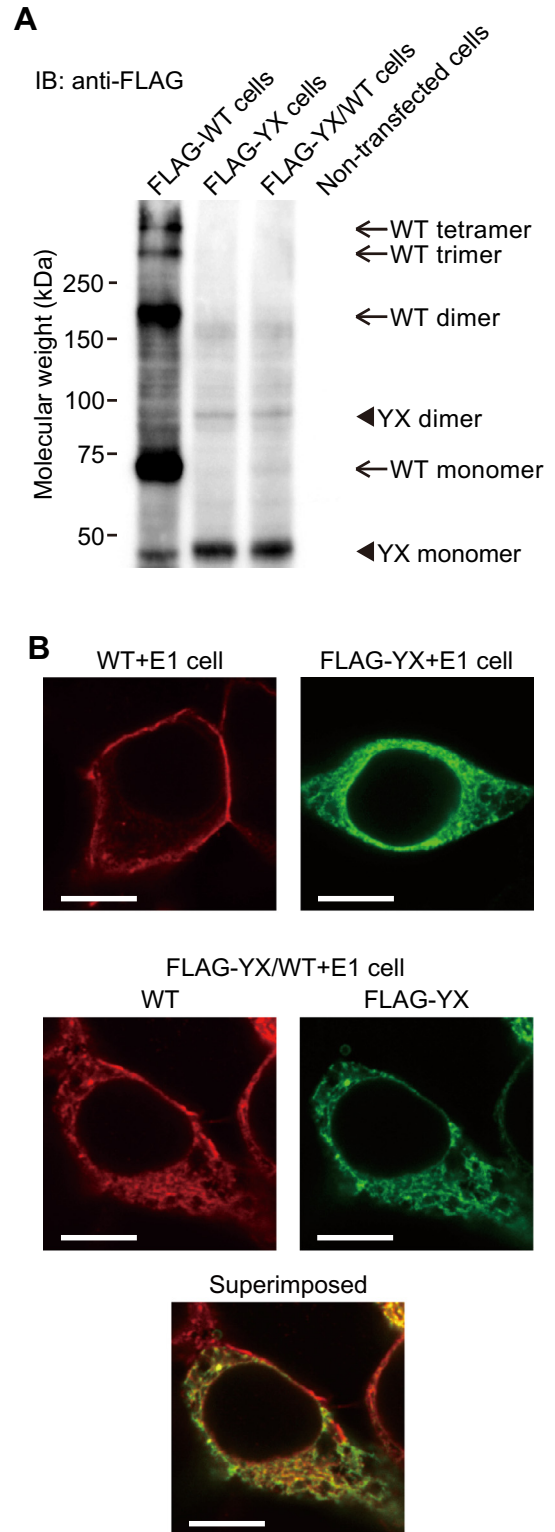 A
IB: anti-FLAG
FLAG-WT cells
FLAG-YX cells
FLAG-YX/WT cells
Non-transfected cells
Molecular weight (kDa)
250
150
100
75
50
WT tetramer
WT trimer
WT dimer
YX dimer
WT monomer
YX monomer
B
WT+E1 cell
FLAG-YX+E1 cell
FLAG-YX/WT+E1 cell
WT
FLAG-YX
Superimposed